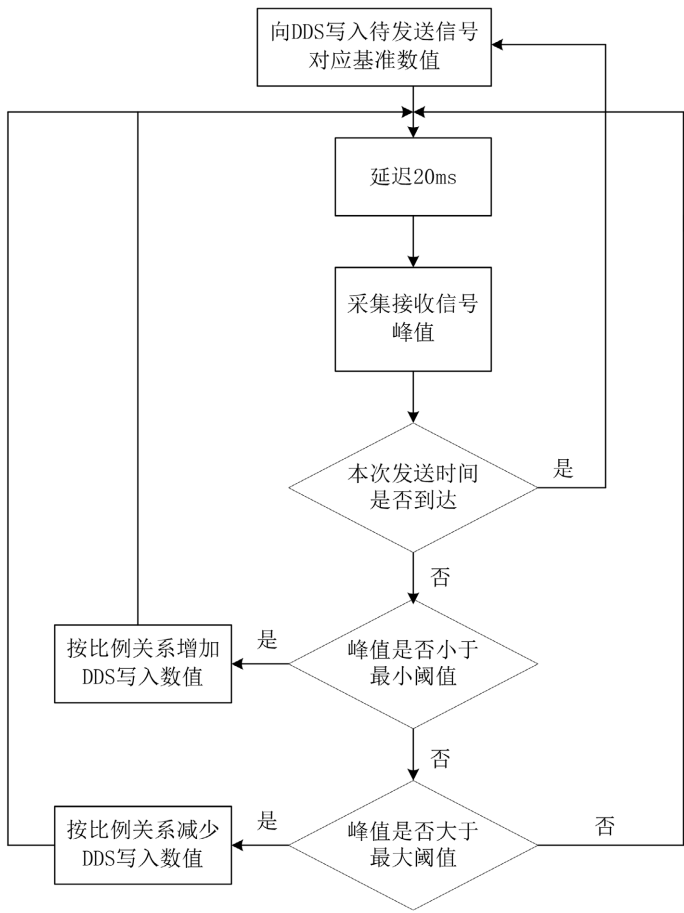 向DDS写入待发送信号
对应基准数值
延迟20ms
采集接收信号
峰值
本次发送时间
是否到达
是
否
峰值是否小于
最小阈值
是
按比例关系增加
DDS写入数值
否
峰值是否大于
最大阈值
是
否
按比例关系减少
DDS写入数值